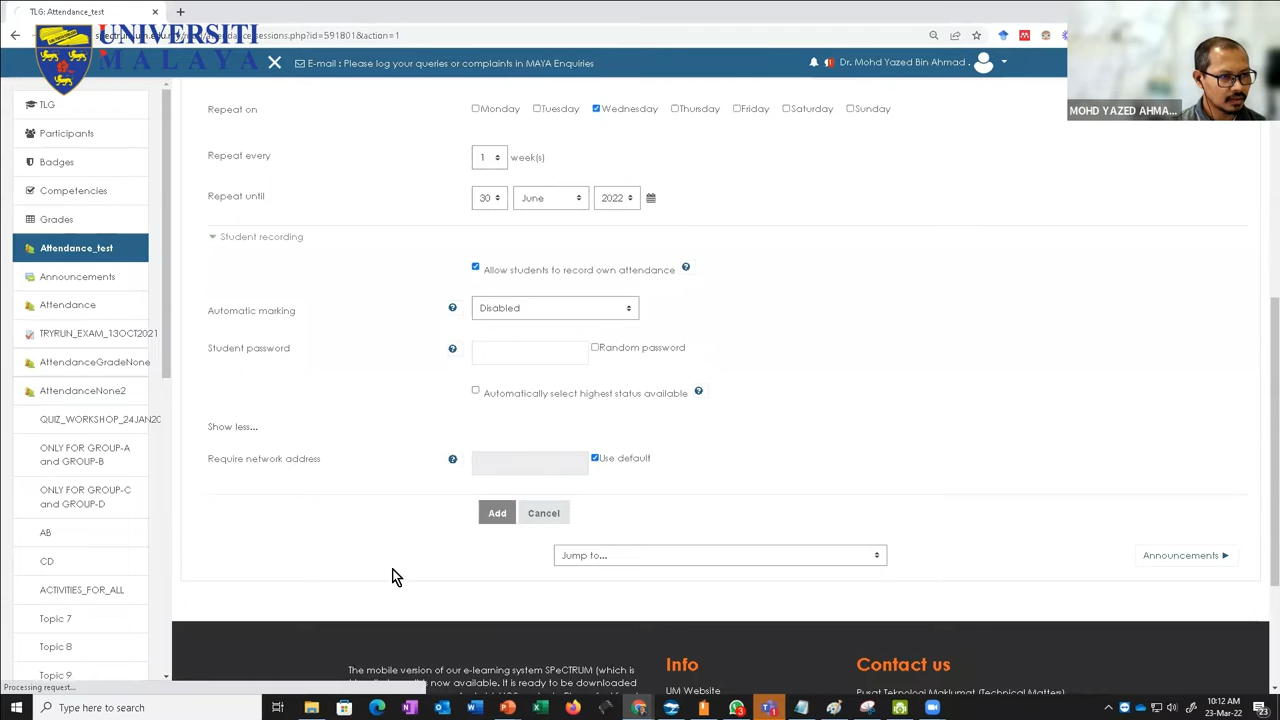 TLG: Attendance_test
UNIVERSITI
MALAYA
sessions.php?id=591801&action=1
E-mail : Please log your queries or complaints in MAYA Enquiries
Dr. Mohd Yazed Bin Ahmad .
MOHD YAZED AHMA...
TLG
Participants
Badges
Competencies
Grades
Attendance_test
Announcements
Attendance
TRYRUN_EXAM_13OCT2021
AttendanceGradeNone
AttendanceNone2
QUIZ_WORKSHOP_24JAN20
ONLY FOR GROUP-A
and GROUP-B
ONLY FOR GROUP-C
and GROUP-D
AB
CD
ACTIVITIES_FOR_ALL
Topic 7
Topic 8
Topic 9
Repeat on
Monday Tuesday Wednesday Thursday Friday Saturday Sunday
Repeat every
1 week(s)
Repeat until
30 June 2022
Student recording
Allow students to record own attendance
Automatic marking
Disabled
Student password
Random password
Automatically select highest status available
Show less...
Require network address
Use default
Add Cancel
Jump to...
Announcements
The mobile version of our e-learning system SPeCTRUM (which is
now available. It is ready to be downloaded
Info
UM Website
Contact us
Pusat Teknologi Maklumat (Technical Matters)
Processing request...
Type here to search
10:12 AM
23-Mar-22